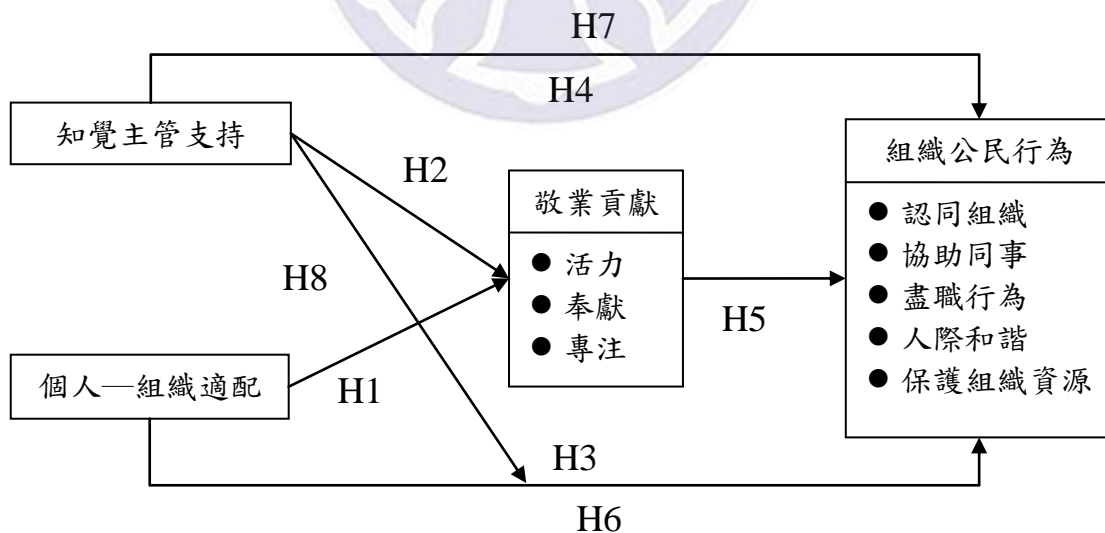 H7
H4
知覺主管支持
H2
H8
個人—組織適配
H1
敬業貢獻
● 活力
● 奉獻
● 專注
H5
組織公民行為
● 認同組織
● 協助同事
● 盡職行為
● 人際和諧
● 保護組織資源
H3
H6